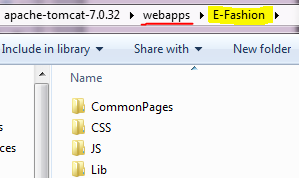 apache-tomcat-7.0.32 ▸ webapps ▸ E-Fashion ▸
Include in library ▾ Share with ▾ New folder
Name
CommonPages
CSS
ces
JS
Lib